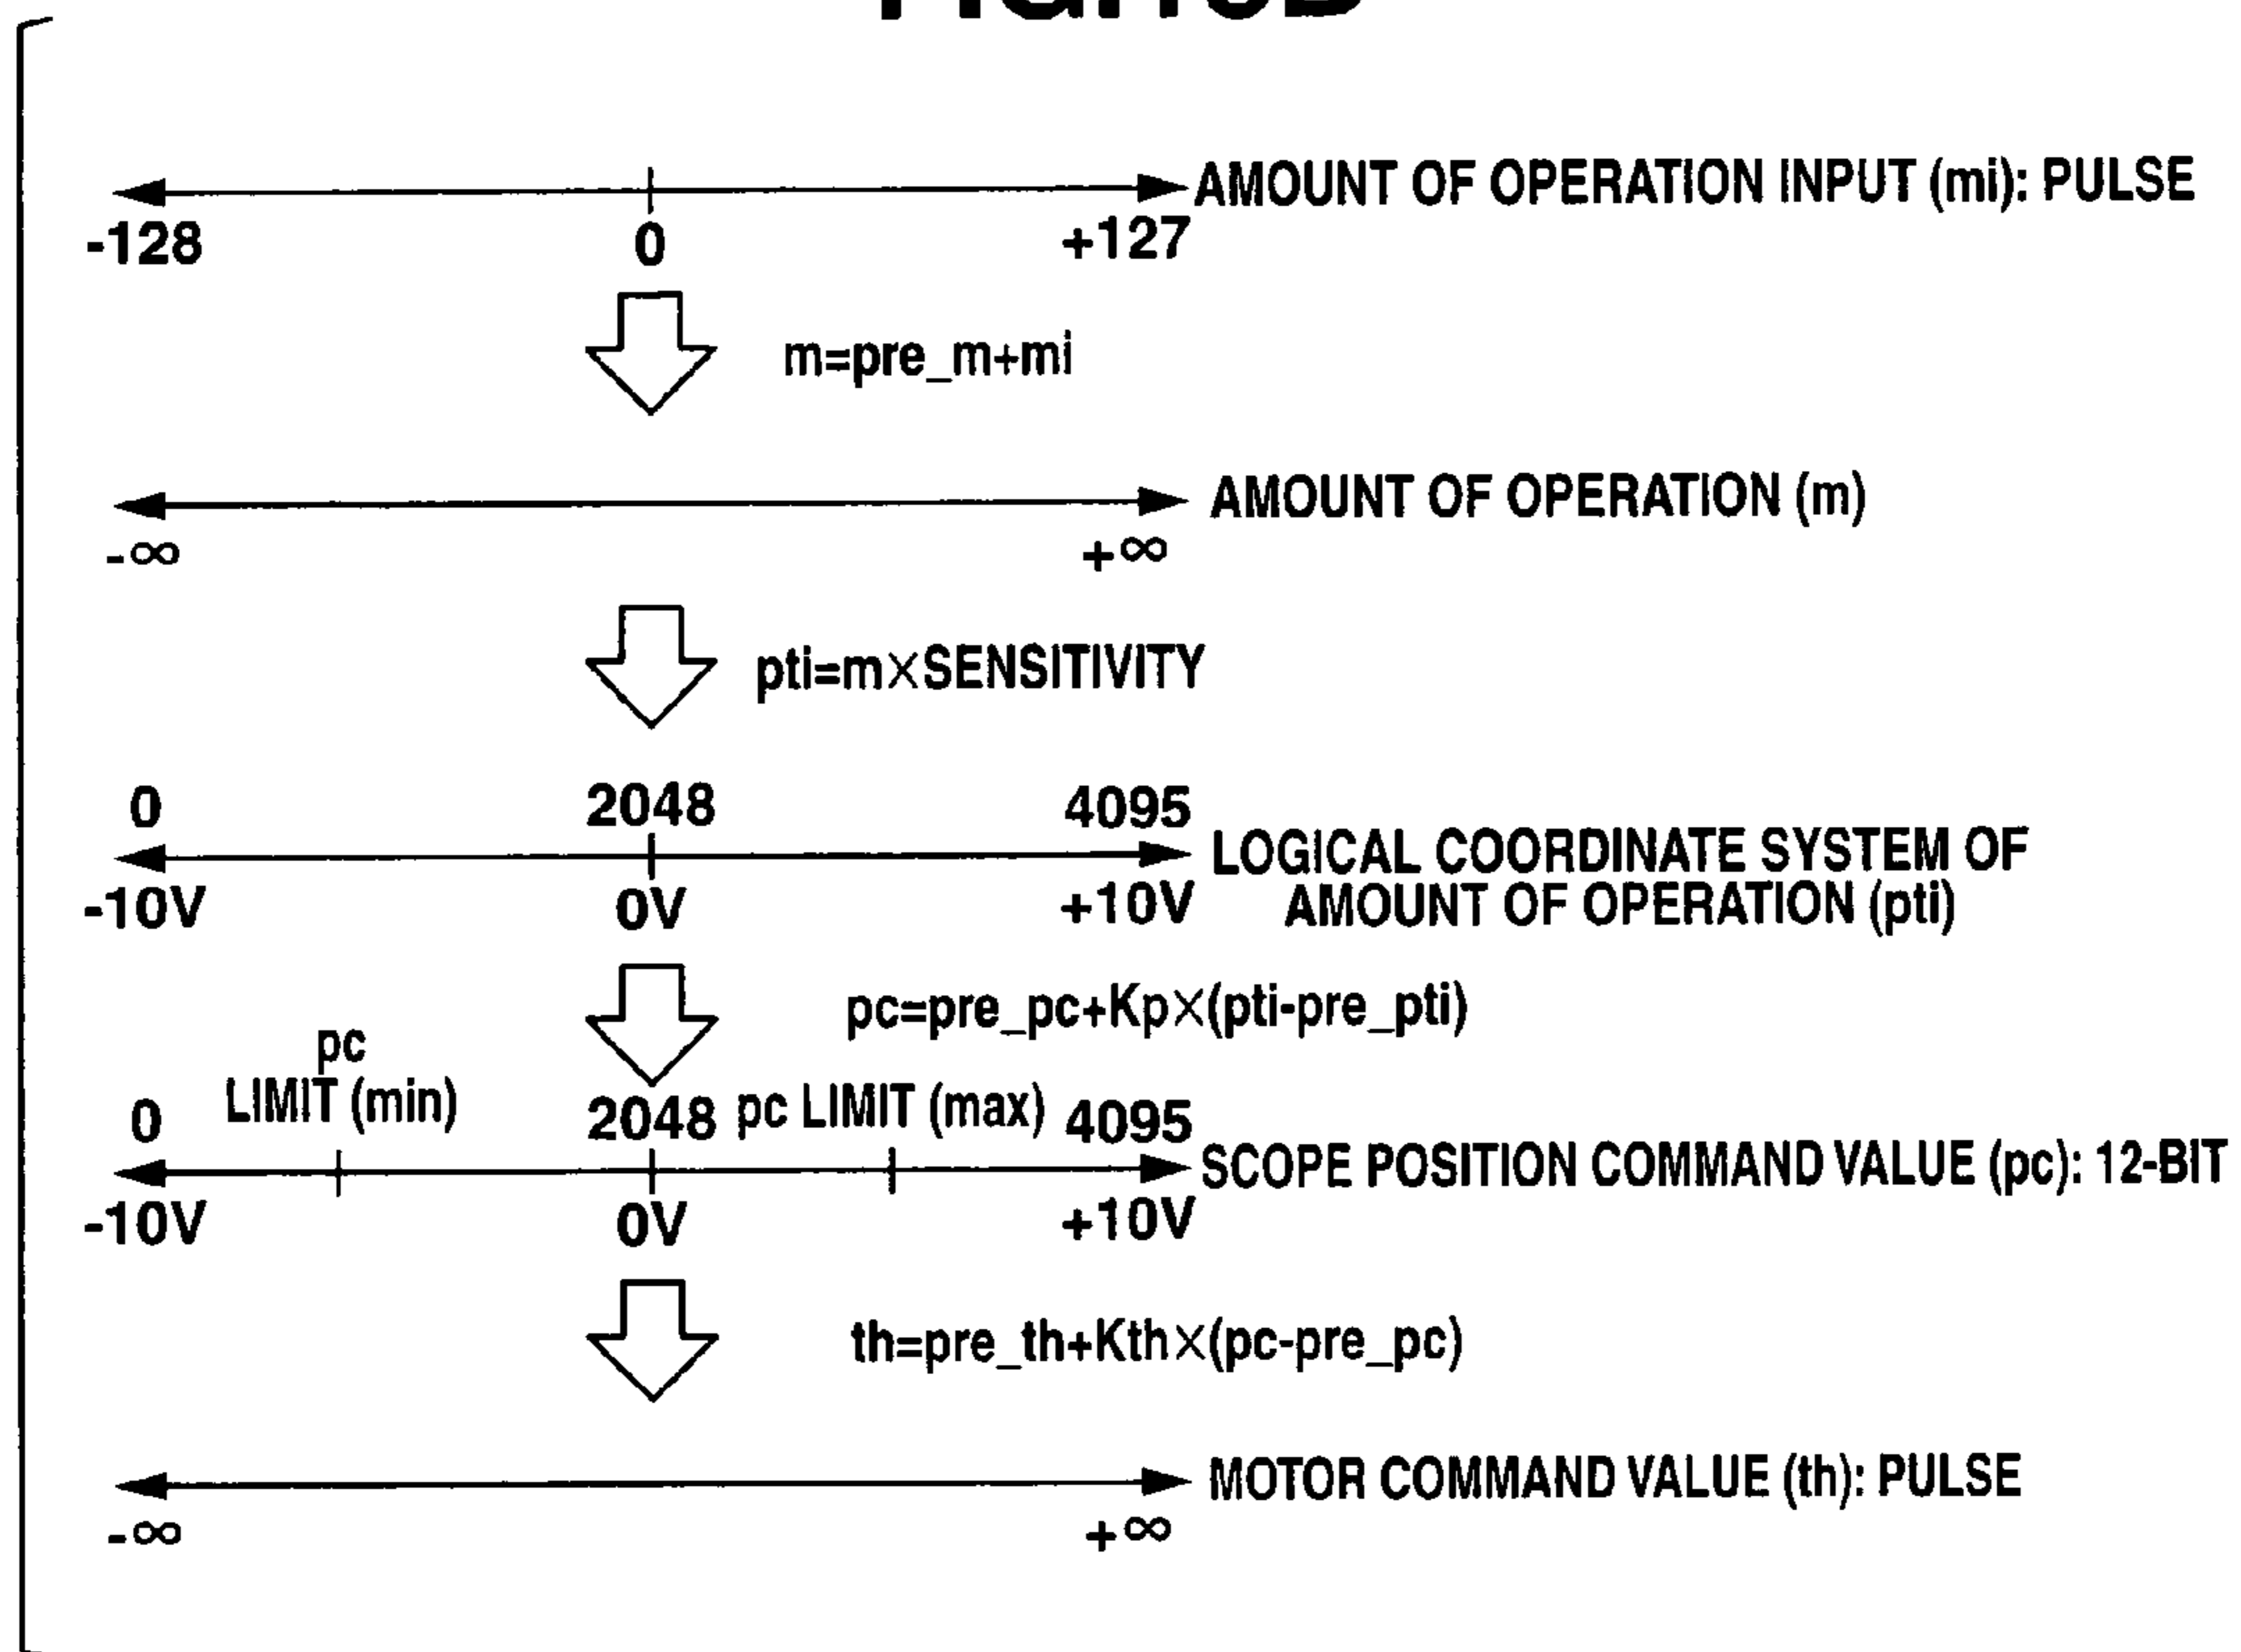 AMOUNT OF OPERATION INPUT (mi): PULSE
-128 0 +127
m=pre_m+mi
AMOUNT OF OPERATION (m)
-∞ +∞
pti=m×SENSITIVITY
0 2048 4095
LOGICAL COORDINATE SYSTEM OF
-10V 0V +10V AMOUNT OF OPERATION (pti)
pc=pre_pc+Kp×(pti-pre_pti)
pc
LIMIT (min)
0 2048 pc LIMIT (max) 4095
SCOPE POSITION COMMAND VALUE (pc): 12-BIT
-10V 0V +10V
th=pre_th+Kth×(pc-pre_pc)
MOTOR COMMAND VALUE (th): PULSE
-∞ +∞